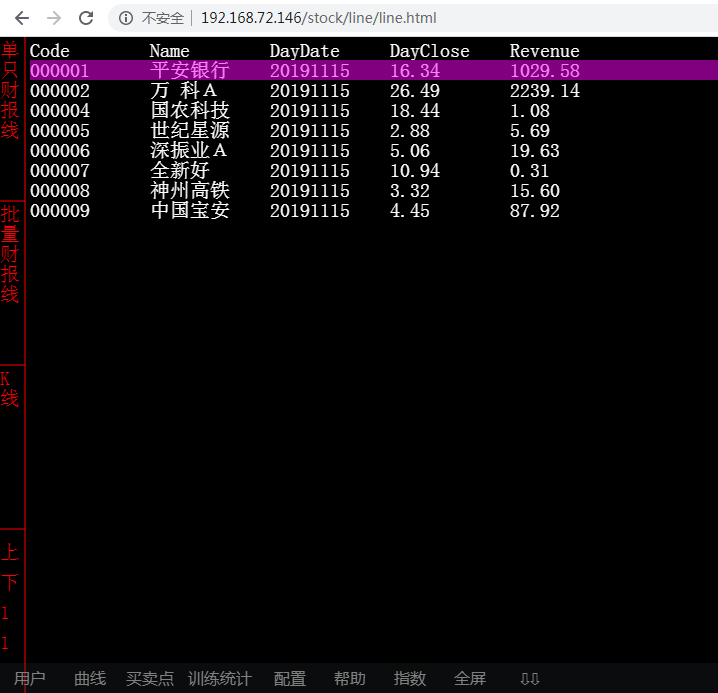 不安全 | 192.168.72.146/stock/line/line.html
单只财报线
批量财报线
K线
上
下
1
1
Code Name DayDate DayClose Revenue
000001 平安银行 20191115 16.34 1029.58
000002 万 科Ａ 20191115 26.49 2239.14
000004 国农科技 20191115 18.44 1.08
000005 世纪星源 20191115 2.88 5.69
000006 深振业Ａ 20191115 5.06 19.63
000007 全新好 20191115 10.94 0.31
000008 神州高铁 20191115 3.32 15.60
000009 中国宝安 20191115 4.45 87.92
用户 曲线 买卖点 训练统计 配置 帮助 指数 全屏 ⇩⇩